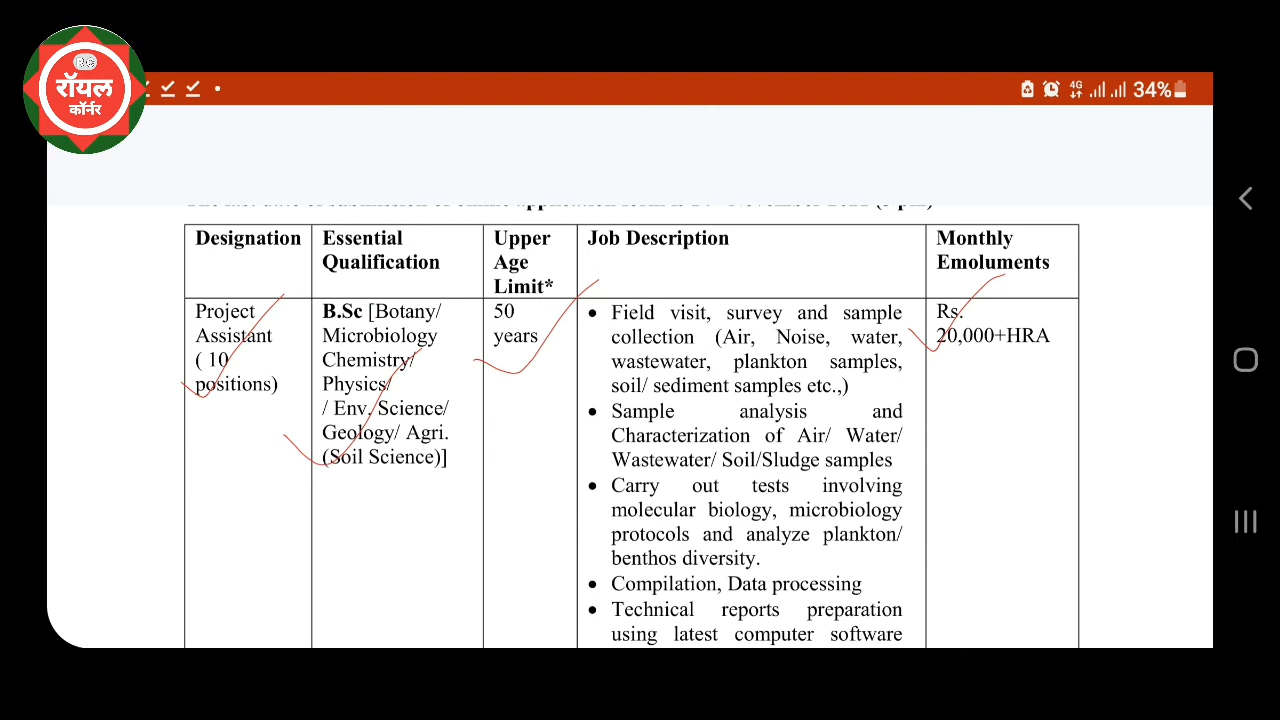 RC
रॉयल
कॉर्नर
4G
34%
Designation
Essential
Qualification
Upper
Age
Limit*
Job Description
Monthly
Emoluments
Project
Assistant
( 10
positions)
B.Sc [Botany/
Microbiology
Chemistry/
Physics/
/ Env. Science/
Geology/ Agri.
(Soil Science)]
50
years
• Field visit, survey and sample
collection (Air, Noise, water,
wastewater, plankton samples,
soil/ sediment samples etc.,)
• Sample analysis and
Characterization of Air/ Water/
Wastewater/ Soil/Sludge samples
• Carry out tests involving
molecular biology, microbiology
protocols and analyze plankton/
benthos diversity.
• Compilation, Data processing
• Technical reports preparation
using latest computer software
Rs.
20,000+HRA